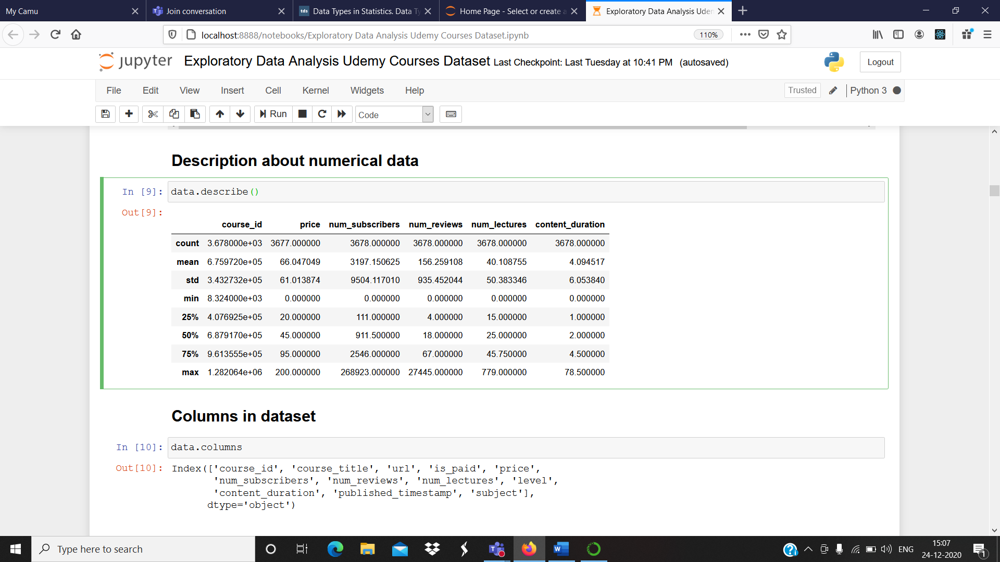 My Camu
Join conversation
tds Data Types in Statistics. Data Ty
Home Page - Select or create a
Exploratory Data Analysis Udem
localhost:8888/notebooks/Exploratory Data Analysis Udemy Courses Dataset.ipynb
110%
jupyter Exploratory Data Analysis Udemy Courses Dataset Last Checkpoint: Last Tuesday at 10:41 PM (autosaved)
Logout
File Edit View Insert Cell Kernel Widgets Help
Trusted Python 3
Run Code
Description about numerical data
In [9]: data.describe()
Out[9]:
course_id price num_subscribers num_reviews num_lectures content_duration
count 3.678000e+03 3677.000000 3678.000000 3678.000000 3678.000000 3678.000000
mean 6.759720e+05 66.047049 3197.150625 156.259108 40.108755 4.094517
std 3.432732e+05 61.013874 9504.117010 935.452044 50.383346 6.053840
min 8.324000e+03 0.000000 0.000000 0.000000 0.000000 0.000000
25% 4.076925e+05 20.000000 111.000000 4.000000 15.000000 1.000000
50% 6.879170e+05 45.000000 911.500000 18.000000 25.000000 2.000000
75% 9.613555e+05 95.000000 2546.000000 67.000000 45.750000 4.500000
max 1.282064e+06 200.000000 268923.000000 27445.000000 779.000000 78.500000
Columns in dataset
In [10]: data.columns
Out[10]: Index(['course_id', 'course_title', 'url', 'is_paid', 'price',
'num_subscribers', 'num_reviews', 'num_lectures', 'level',
'content_duration', 'published_timestamp', 'subject'],
dtype='object')
Type here to search
ENG
15:07
24-12-2020
1